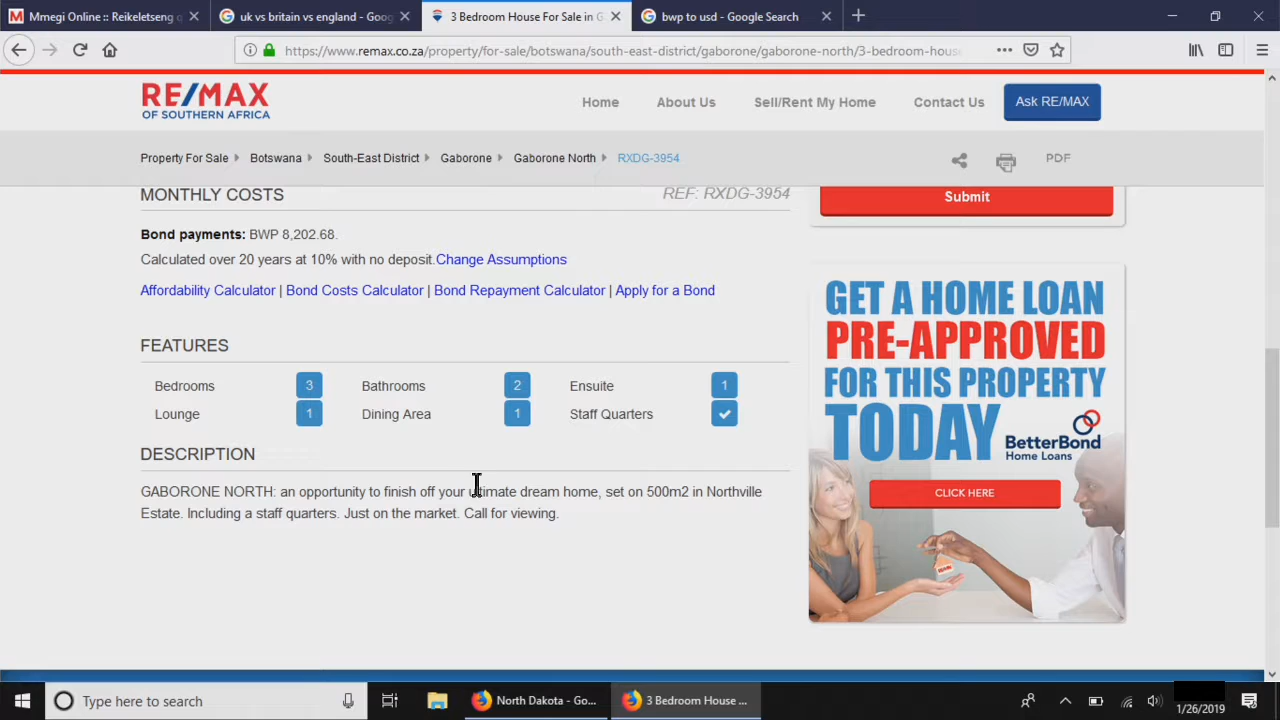 Mmegi Online :: Reikeletseng q
uk vs britain vs england - Goog
3 Bedroom House For Sale in G
bwp to usd - Google Search
https://www.remax.co.za/property/for-sale/botswana/south-east-district/gaborone/gaborone-north/3-bedroom-hous
RE/MAX
OF SOUTHERN AFRICA
Home About Us Sell/Rent My Home Contact Us Ask RE/MAX
Property For Sale Botswana South-East District Gaborone Gaborone North RXDG-3954 PDF
MONTHLY COSTS REF: RXDG-3954
Bond payments: BWP 8,202.68.
Calculated over 20 years at 10% with no deposit.Change Assumptions
Affordability Calculator | Bond Costs Calculator | Bond Repayment Calculator | Apply for a Bond
FEATURES
Bedrooms 3 Bathrooms 2 Ensuite 1
Lounge 1 Dining Area 1 Staff Quarters
DESCRIPTION
GABORONE NORTH: an opportunity to finish off your ultimate dream home, set on 500m2 in Northville
Estate. Including a staff quarters. Just on the market. Call for viewing.
Submit
GET A HOME LOAN
PRE-APPROVED
FOR THIS PROPERTY
TODAY
BetterBond
Home Loans
CLICK HERE
Type here to search
North Dakota - Go...
3 Bedroom House ...
1/26/2019